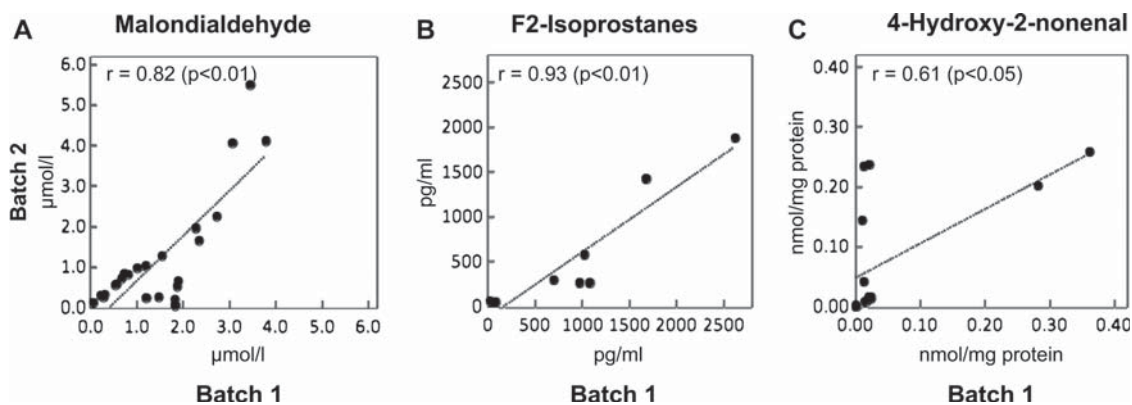 A
Malondialdehyde
r = 0.82 (p<0.01)
6.0
5.0
4.0
3.0
2.0
1.0
0.0
Batch 2
µmol/l
0.0 1.0 2.0 3.0 4.0 5.0 6.0
µmol/l
Batch 1
B
F2-Isoprostanes
r = 0.93 (p<0.01)
2500
2000
1500
1000
500
0
pg/ml
0 500 1000 1500 2000 2500
pg/ml
Batch 1
C
4-Hydroxy-2-nonenal
r = 0.61 (p<0.05)
0.40
0.30
0.20
0.10
0.00
nmol/mg protein
0.00 0.10 0.20 0.30 0.40
nmol/mg protein
Batch 1